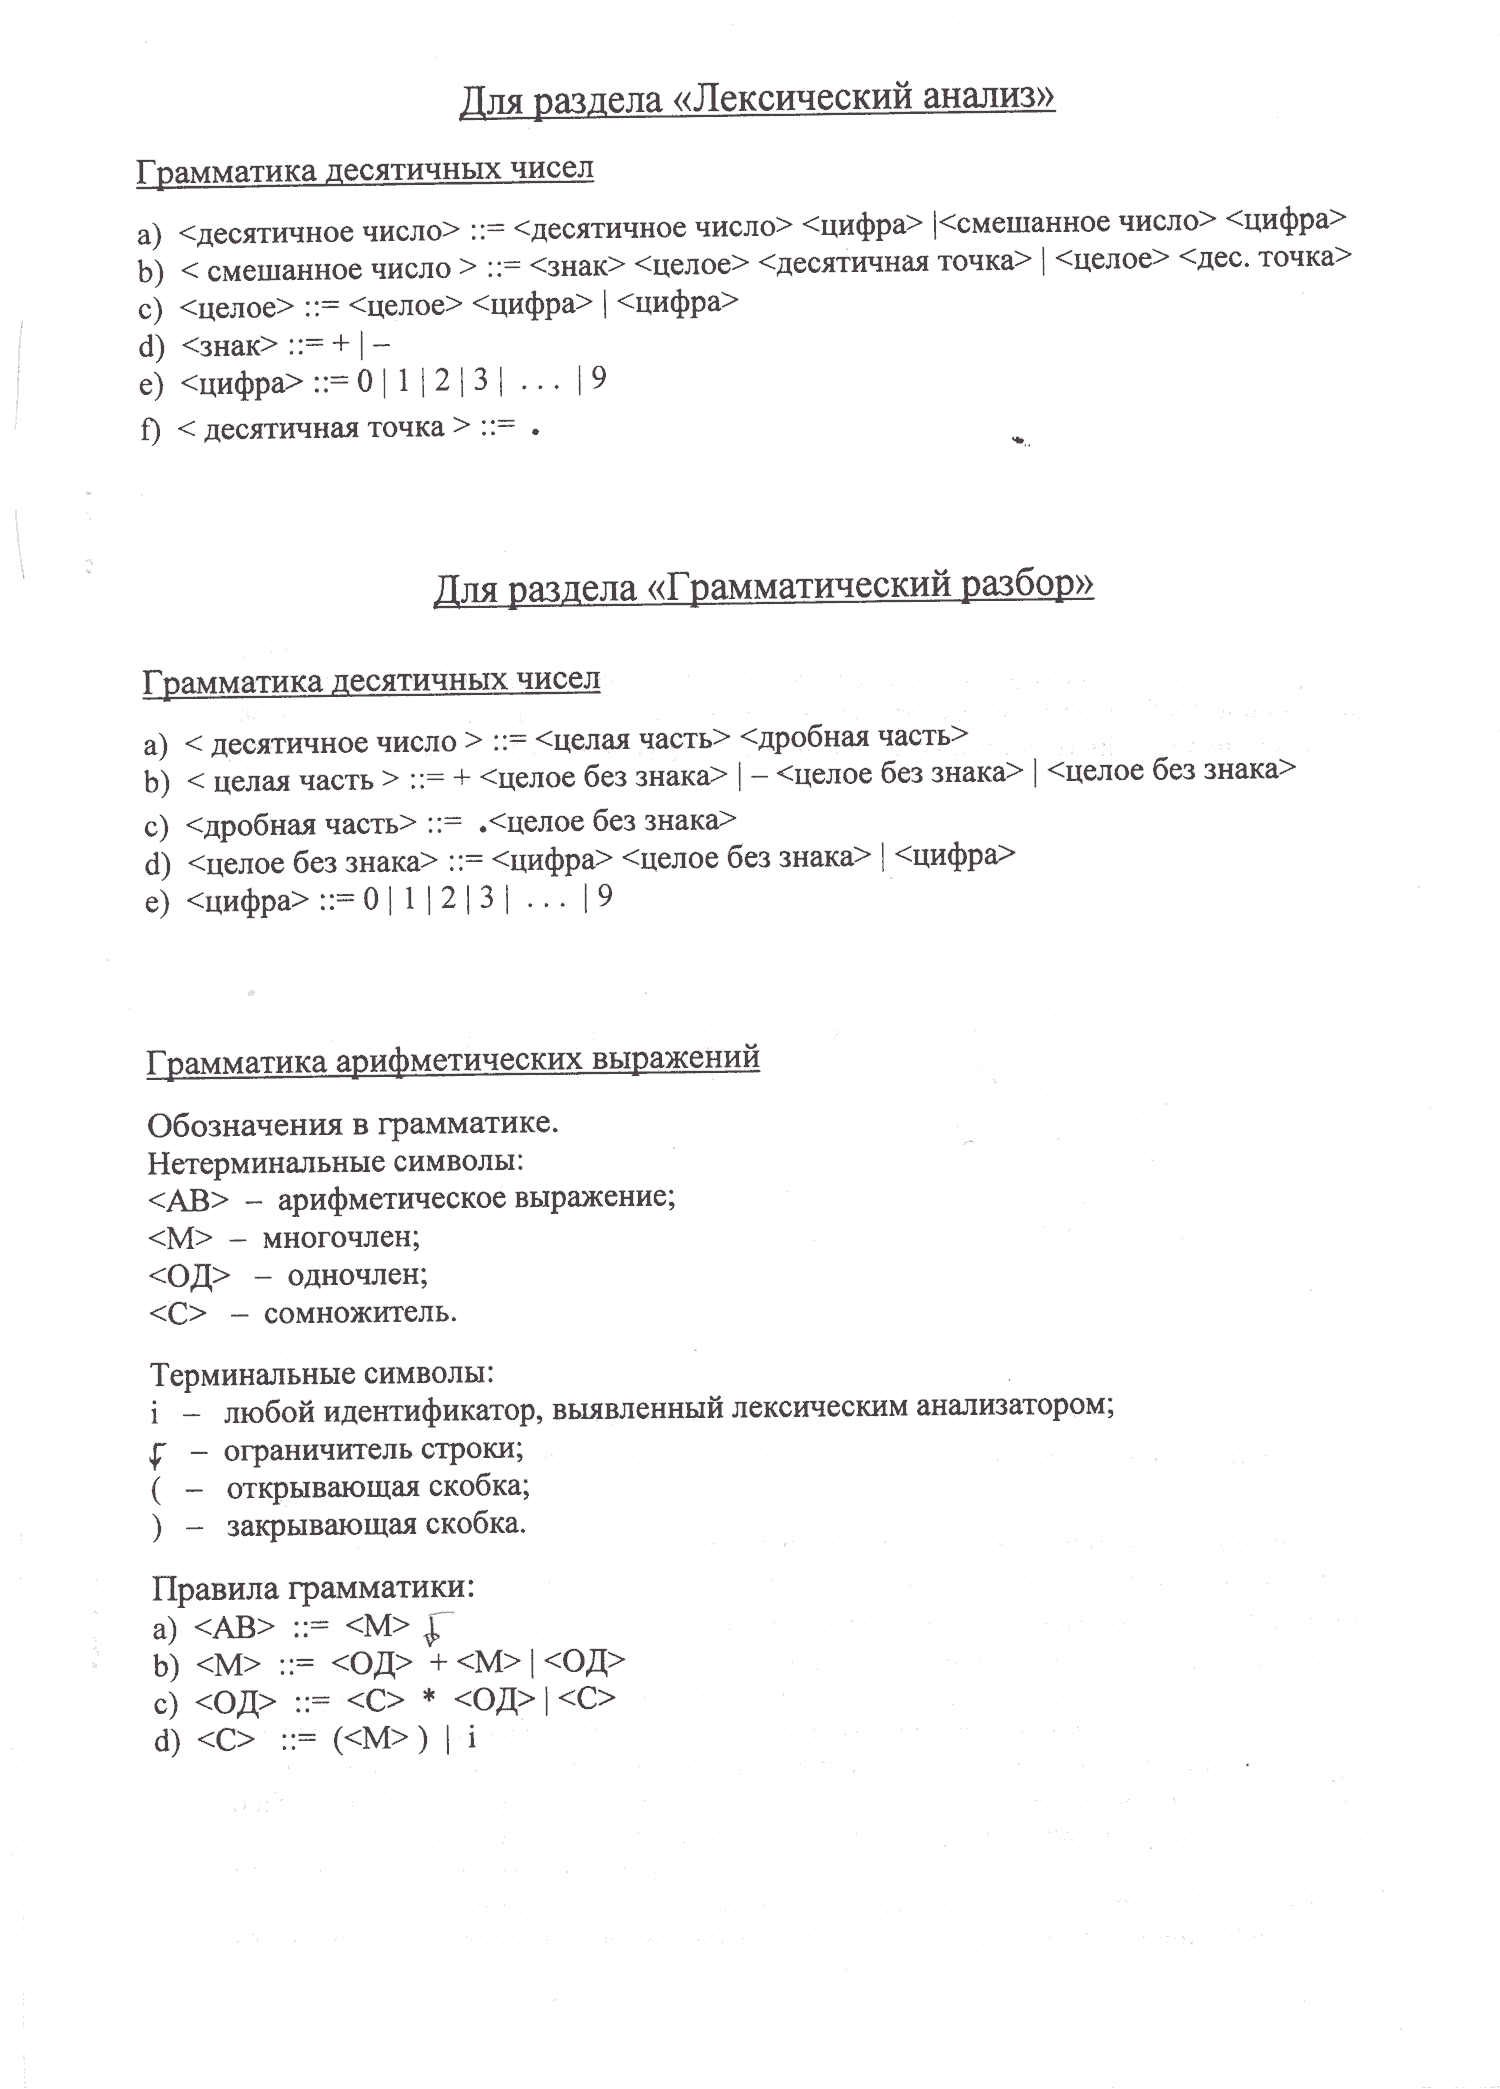 Для раздела «Лексический анализ»
Грамматика десятичных чисел
a) <десятичное число> ::= <десятичное число> <цифра> |<смешанное число> <цифра>
b) < смешанное число > ::= <знак> <целое> <десятичная точка> | <целое> <дес. точка>
c) <целое> ::= <целое> <цифра> | <цифра>
d) <знак> ::= + | –
e) <цифра> ::= 0 | 1 | 2 | 3 | . . . | 9
f) < десятичная точка > ::= .
Для раздела «Грамматический разбор»
Грамматика десятичных чисел
a) < десятичное число > ::= <целая часть> <дробная часть>
b) < целая часть > ::= + <целое без знака> | – <целое без знака> | <целое без знака>
c) <дробная часть> ::= .<целое без знака>
d) <целое без знака> ::= <цифра> <целое без знака> | <цифра>
e) <цифра> ::= 0 | 1 | 2 | 3 | . . . | 9
Грамматика арифметических выражений
Обозначения в грамматике.
Нетерминальные символы:
<АВ> – арифметическое выражение;
<М> – многочлен;
<ОД> – одночлен;
<С> – сомножитель.
Терминальные символы:
i – любой идентификатор, выявленный лексическим анализатором;
– ограничитель строки;
( – открывающая скобка;
) – закрывающая скобка.
Правила грамматики:
a) <АВ> ::= <М>
b) <М> ::= <ОД> + <М> | <ОД>
c) <ОД> ::= <С> * <ОД> | <С>
d) <С> ::= (<М> ) | i